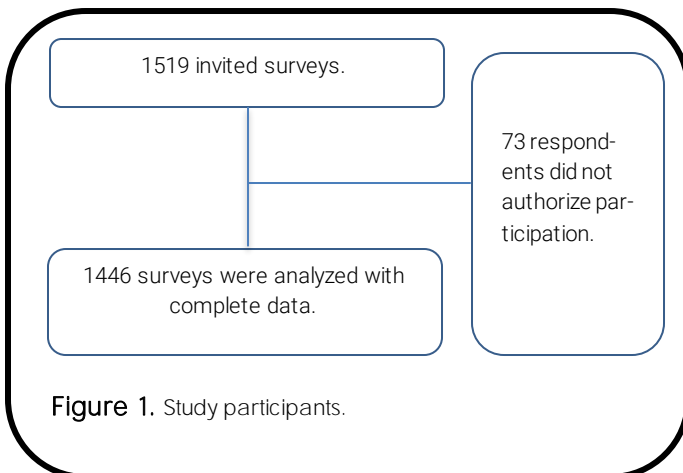 1519 invited surveys.
73 respond-
ents did not
authorize par-
ticipation.
1446 surveys were analyzed with
complete data.
Figure 1. Study participants.